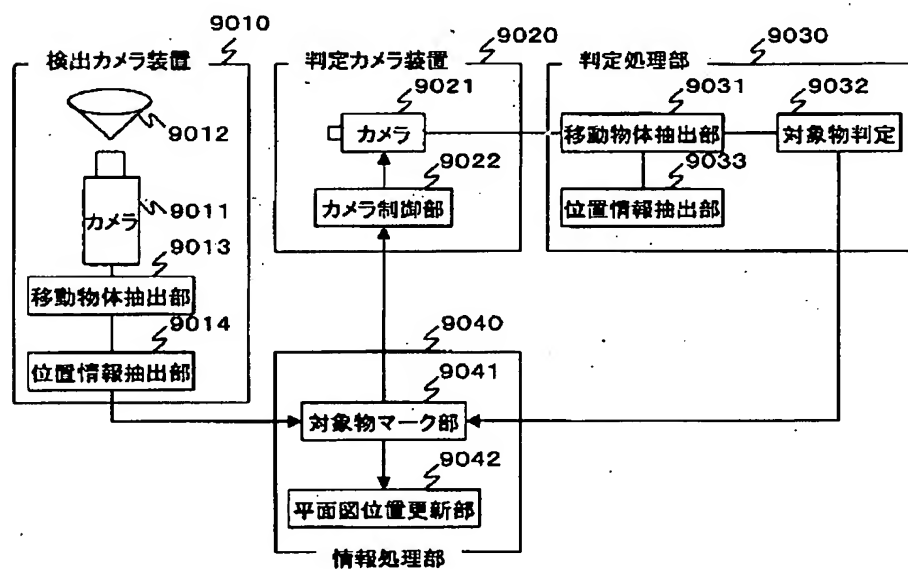 検出カメラ装置
9010
9012
カメラ
9011
9013
移動物体抽出部
9014
位置情報抽出部
判定カメラ装置
9020
9021
カメラ
9022
カメラ制御部
判定処理部
9030
9031
移動物体抽出部
9032
対象物判定
9033
位置情報抽出部
9040
9041
対象物マーク部
9042
平面図位置更新部
情報処理部